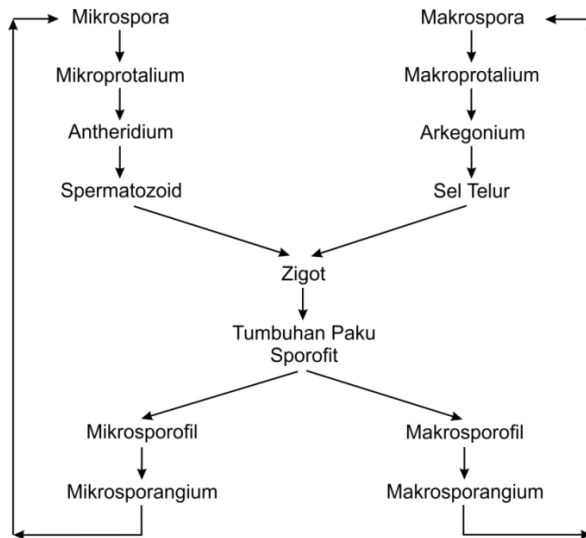 Mikrospora
Makrospora
Mikroprotalium
Makroprotalium
Antheridium
Arkegonium
Spermatozoid
Sel Telur
Zigot
Tumbuhan Paku
Sporofit
Mikrosporofil
Makrosporofil
Mikrosporangium
Makrosporangium